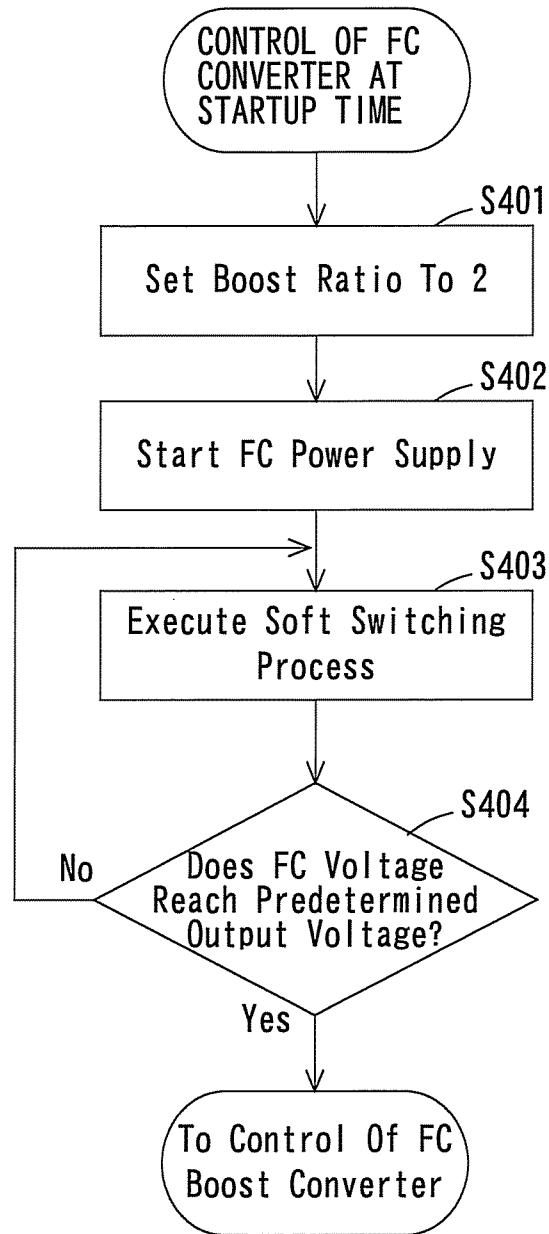 CONTROL OF FC
CONVERTER AT
STARTUP TIME
S401
Set Boost Ratio To 2
S402
Start FC Power Supply
S403
Execute Soft Switching
Process
S404
No
Does FC Voltage
Reach Predetermined
Output Voltage?
Yes
To Control Of FC
Boost Converter